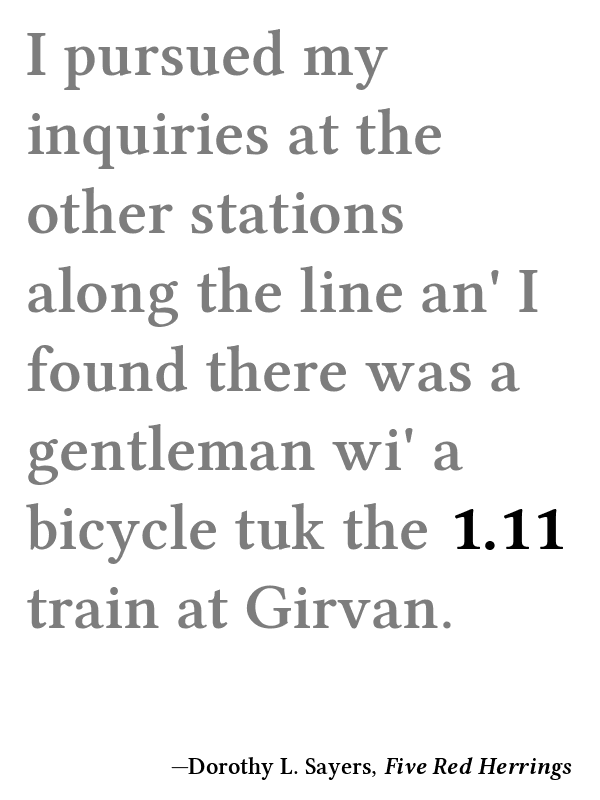 I pursued my
inquiries at the
other stations
along the line an' I
found there was a
gentleman wi' a
bicycle tuk the 1.11
train at Girvan.
—Dorothy L. Sayers, Five Red Herrings